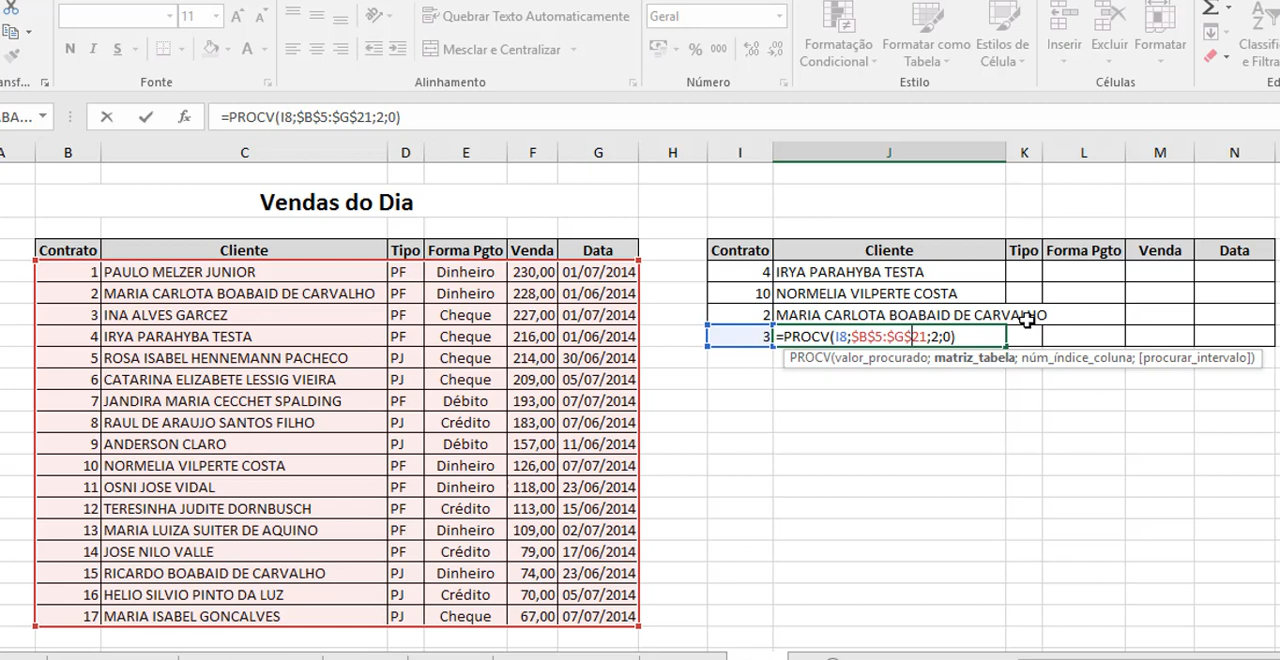 11 A A Quebrar Texto Automaticamente Geral
N I S A Mesclar e Centralizar % 000 Formatação Condicional Formatar como Tabela Estilos de Célula Inserir Excluir Formatar
nsf... Fonte Alinhamento Número Estilo Células
ABA... fx =PROCV(I8;$B$5:$G$21;2;0)
A B C D E F G H I J K L M N
Vendas do Dia
Contrato Cliente Tipo Forma Pgto Venda Data Contrato Cliente Tipo Forma Pgto Venda Data
1 PAULO MELZER JUNIOR PF Dinheiro 230,00 01/07/2014 4 IRYA PARAHYBA TESTA
2 MARIA CARLOTA BOABAID DE CARVALHO PF Dinheiro 228,00 01/06/2014 10 NORMELIA VILPERTE COSTA
3 INA ALVES GARCEZ PF Cheque 227,00 01/06/2014 2 MARIA CARLOTA BOABAID DE CARVALHO
4 IRYA PARAHYBA TESTA PF Cheque 216,00 01/06/2014 3 =PROCV(I8;$B$5:$G$21;2;0)
5 ROSA ISABEL HENNEMANN PACHECO PJ Cheque 214,00 30/06/2014 PROCV(valor_procurado; matriz_tabela; núm_índice_coluna; [procurar_intervalo])
6 CATARINA ELIZABETE LESSIG VIEIRA PJ Cheque 209,00 05/07/2014
7 JANDIRA MARIA CECCHET SPALDING PF Débito 193,00 07/07/2014
8 RAUL DE ARAUJO SANTOS FILHO PJ Crédito 183,00 07/07/2014
9 ANDERSON CLARO PJ Débito 157,00 11/06/2014
10 NORMELIA VILPERTE COSTA PF Dinheiro 126,00 07/07/2014
11 OSNI JOSE VIDAL PF Dinheiro 118,00 23/06/2014
12 TERESINHA JUDITE DORNBUSCH PF Crédito 113,00 15/06/2014
13 MARIA LUIZA SUITER DE AQUINO PF Dinheiro 109,00 02/07/2014
14 JOSE NILO VALLE PF Crédito 79,00 17/06/2014
15 RICARDO BOABAID DE CARVALHO PJ Dinheiro 74,00 23/06/2014
16 HELIO SILVIO PINTO DA LUZ PJ Crédito 70,00 05/07/2014
17 MARIA ISABEL GONCALVES PJ Cheque 67,00 07/07/2014